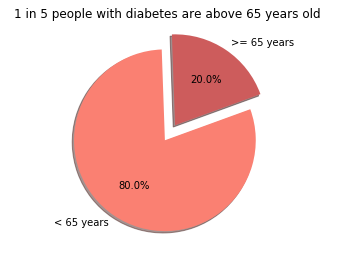 1 in 5 people with diabetes are above 65 years old
>= 65 years
20.0%
80.0%
< 65 years